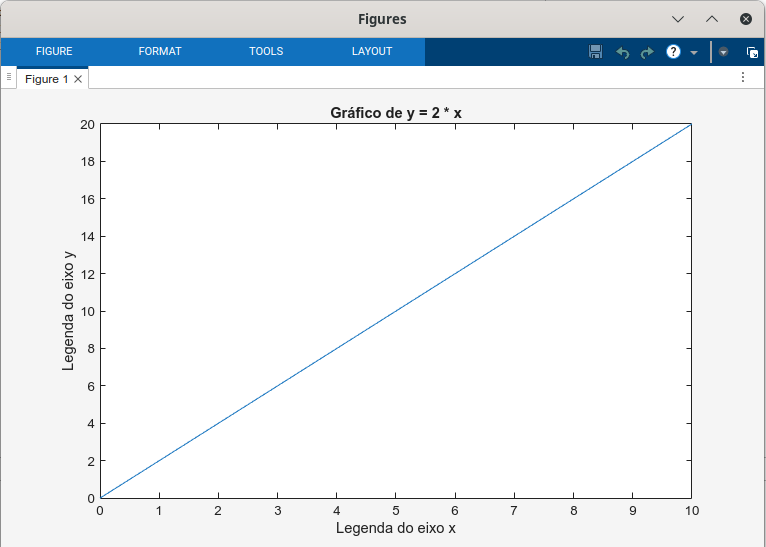 Figures
FIGURE FORMAT TOOLS LAYOUT ?
Figure 1
Gráfico de y = 2 * x
20
18
16
14
12
10
8
6
4
2
0
Legenda do eixo y
0 1 2 3 4 5 6 7 8 9 10
Legenda do eixo x